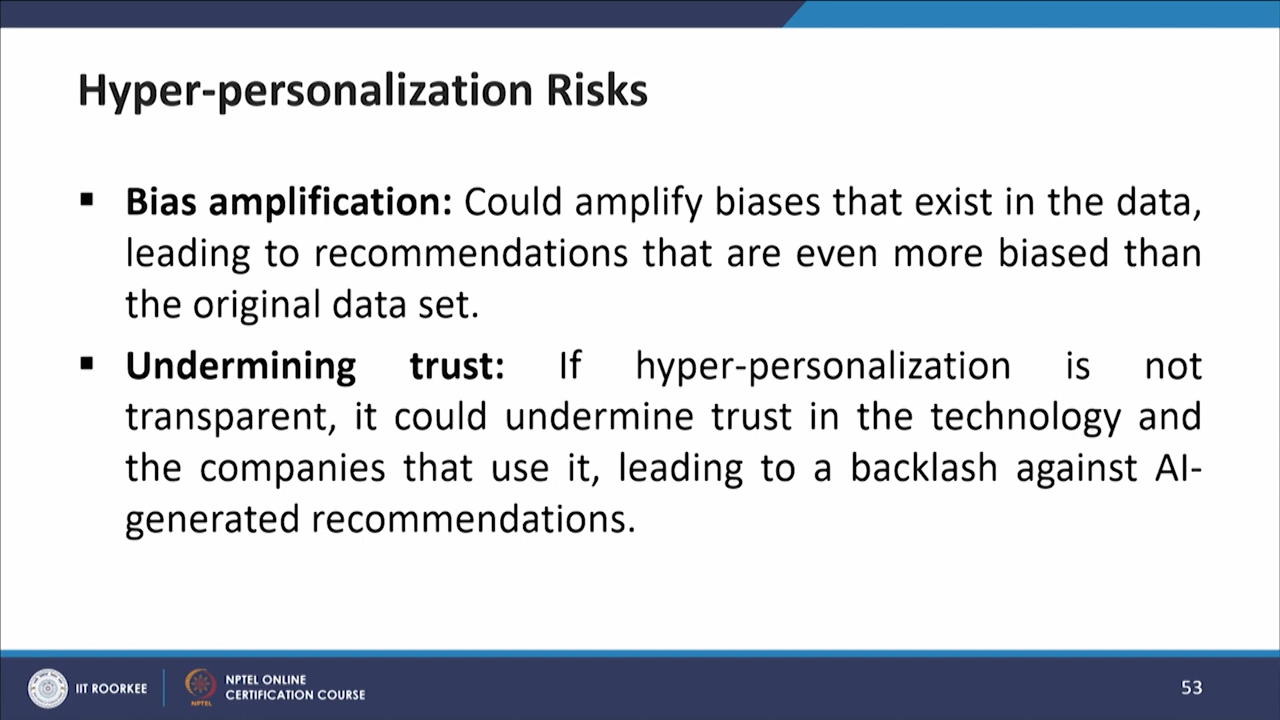 Hyper-personalization Risks
▪ Bias amplification: Could amplify biases that exist in the data,
leading to recommendations that are even more biased than
the original data set.
▪ Undermining trust: If hyper-personalization is not
transparent, it could undermine trust in the technology and
the companies that use it, leading to a backlash against AI-
generated recommendations.
IIT ROORKEE
NPTEL
NPTEL ONLINE
CERTIFICATION COURSE
53